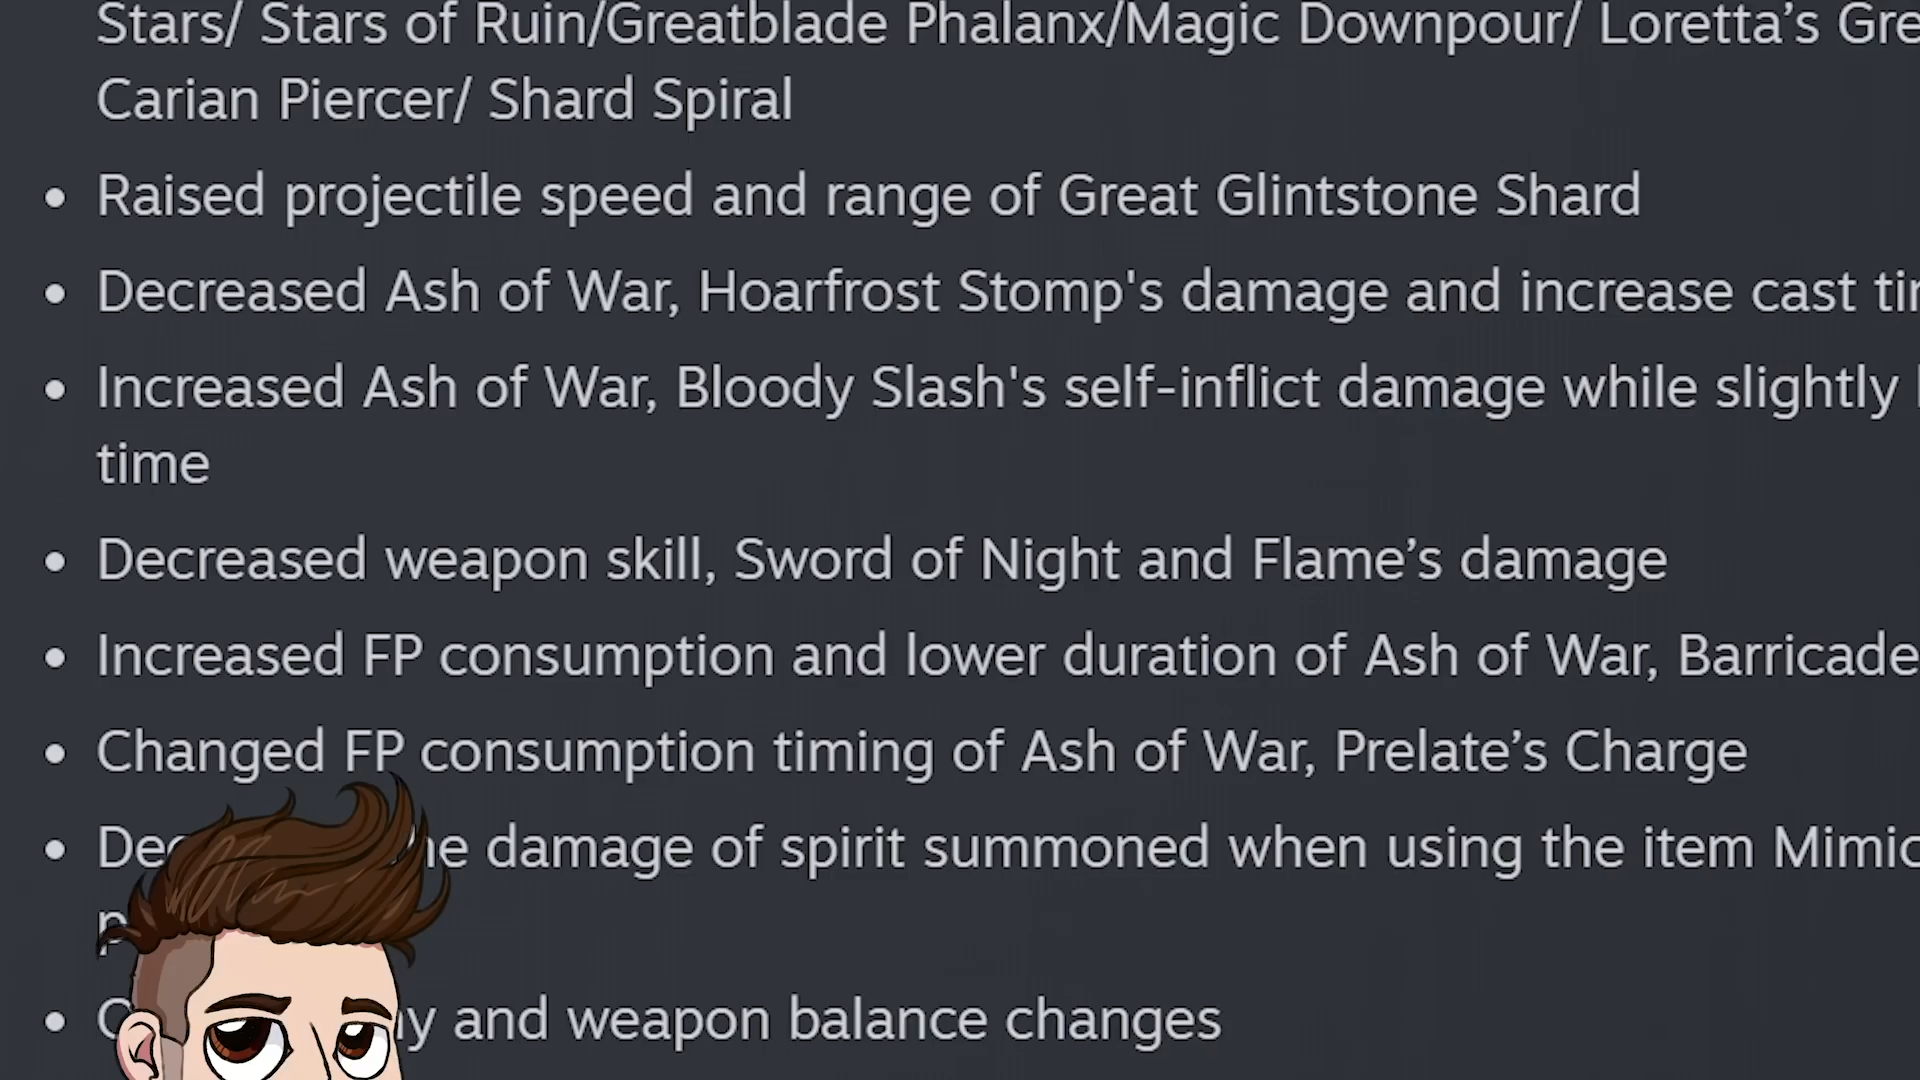 Stars/ Stars of Ruin/Greatblade Phalanx/Magic Downpour/ Loretta’s
Carian Piercer/ Shard Spiral
• Raised projectile speed and range of Great Glintstone Shard
• Decreased Ash of War, Hoarfrost Stomp's damage and increase cast
• Increased Ash of War, Bloody Slash's self-inflict damage while slightly
time
• Decreased weapon skill, Sword of Night and Flame’s damage
• Increased FP consumption and lower duration of Ash of War, Barricade
• Changed FP consumption timing of Ash of War, Prelate’s Charge
• damage of spirit summoned when using the item
• and weapon balance changes